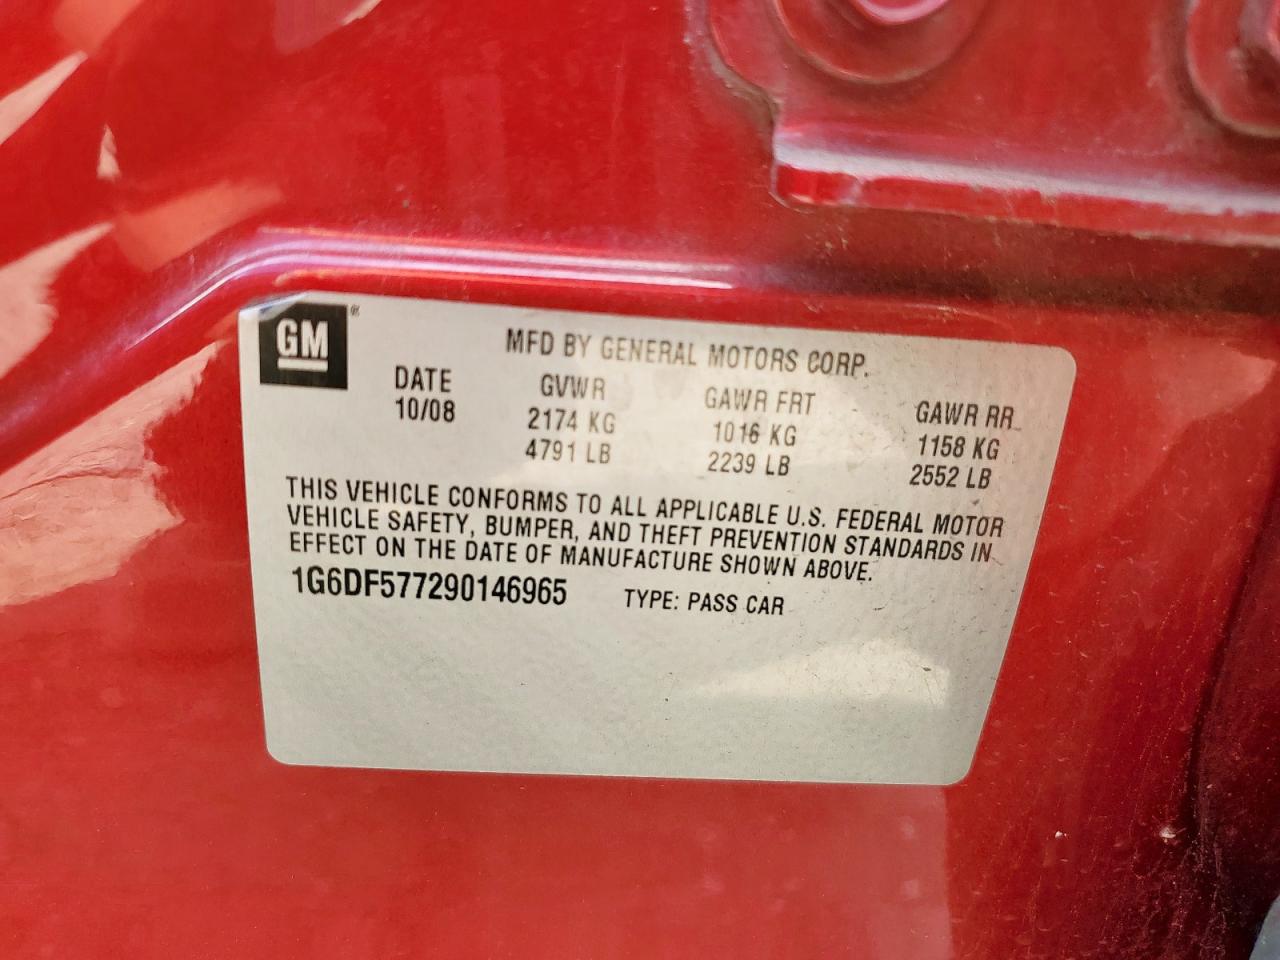 GM®
MFD BY GENERAL MOTORS CORP.
DATE GVWR GAWR FRT GAWR RR
10/08 2174 KG 1016 KG 1158 KG
4791 LB 2239 LB 2552 LB
THIS VEHICLE CONFORMS TO ALL APPLICABLE U.S. FEDERAL MOTOR
VEHICLE SAFETY, BUMPER, AND THEFT PREVENTION STANDARDS IN
EFFECT ON THE DATE OF MANUFACTURE SHOWN ABOVE.
1G6DF577290146965 TYPE: PASS CAR